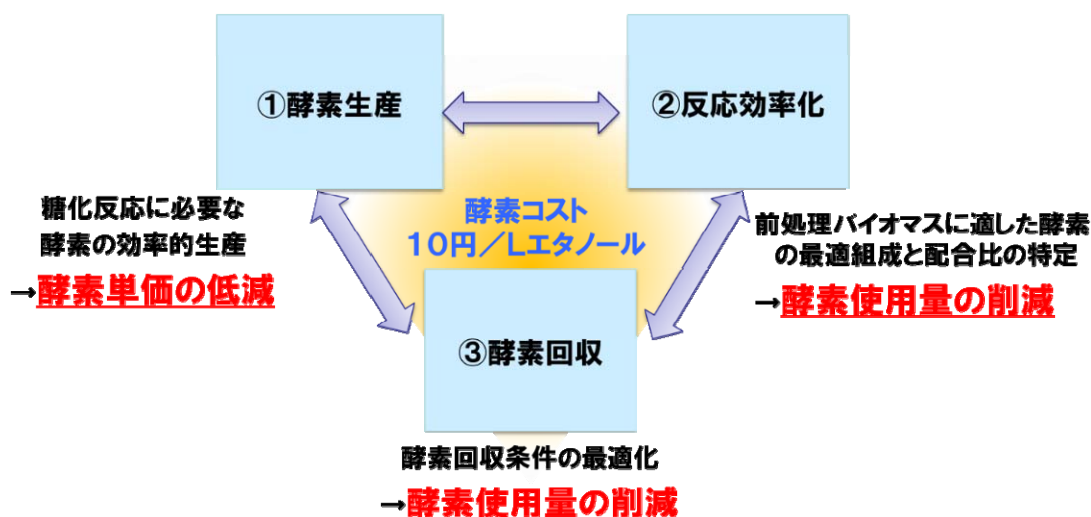 ①酵素生産
②反応効率化
糖化反応に必要な
酵素の効率的生産
→酵素単価の低減
酵素コスト
10円／Lエタノール
前処理バイオマスに適した酵素
の最適組成と配合比の特定
→酵素使用量の削減
③酵素回収
酵素回収条件の最適化
→酵素使用量の削減